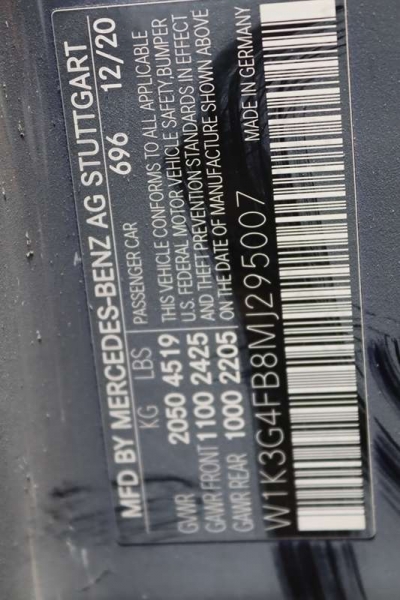 MFD BY MERCEDES-BENZ AG STUTTGART
KG LBS PASSENGER CAR 696 12/20
GVWR 2050 4519 THIS VEHICLE CONFORMS TO ALL APPLICABLE
U.S. FEDERAL MOTOR VEHICLE SAFETY, BUMPER
GAWR FRONT 1100 2425 AND THEFT PREVENTION STANDARDS IN EFFECT
GAWR REAR 1000 2205 ON THE DATE OF MANUFACTURE SHOWN ABOVE
W1K3G4FB8MJ295007 MADE IN GERMANY